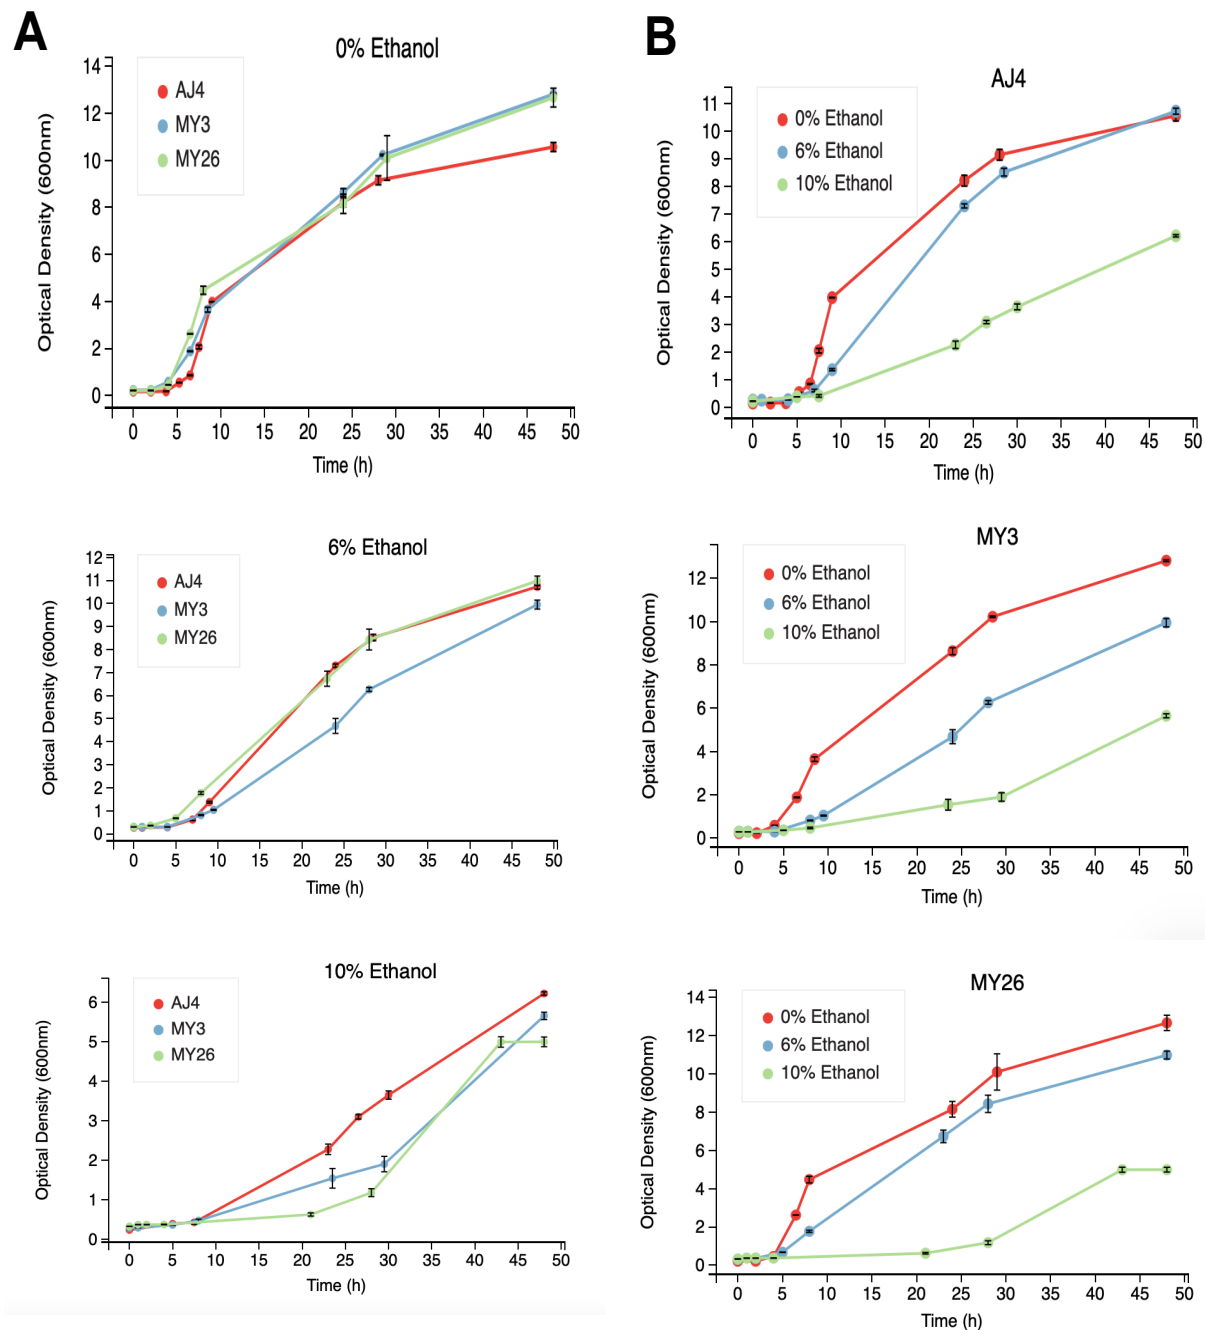 A
0% Ethanol
AJ4
MY3
MY26
14
12
10
8
6
4
2
0
Optical Density (600nm)
0 5 10 15 20 25 30 35 40 45 50
Time (h)
6% Ethanol
AJ4
MY3
MY26
12
11
10
9
8
7
6
5
4
3
2
1
0
Optical Density (600nm)
0 5 10 15 20 25 30 35 40 45 50
Time (h)
10% Ethanol
AJ4
MY3
MY26
6
5
4
3
2
1
0
Optical Density (600nm)
0 5 10 15 20 25 30 35 40 45 50
Time (h)
B
AJ4
0% Ethanol
6% Ethanol
10% Ethanol
11
10
9
8
7
6
5
4
3
2
1
0
Optical Density (600nm)
0 5 10 15 20 25 30 35 40 45 50
Time (h)
MY3
0% Ethanol
6% Ethanol
10% Ethanol
12
10
8
6
4
2
0
Optical Density (600nm)
0 5 10 15 20 25 30 35 40 45 50
Time (h)
MY26
0% Ethanol
6% Ethanol
10% Ethanol
14
12
10
8
6
4
2
0
Optical Density (600nm)
0 5 10 15 20 25 30 35 40 45 50
Time (h)